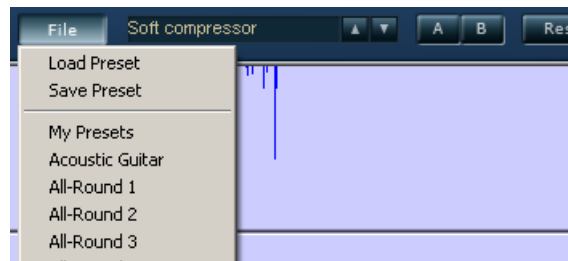 File Soft compressor ▲ ▼ A B Res
Load Preset
Save Preset
My Presets
Acoustic Guitar
All-Round 1
All-Round 2
All-Round 3